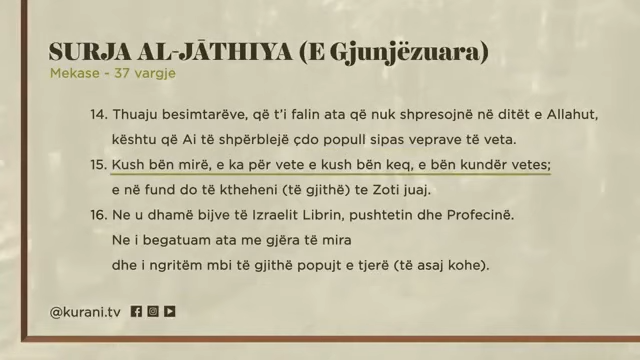 SURJA AL-JĀTHIYA (E Gjunjëzuara)
Mekase - 37 vargje
14. Thuaju besimtarëve, që t’i falin ata që nuk shpresojnë në ditët e Allahut,
kështu që Ai të shpërblejë çdo popull sipas veprave të veta.
15. Kush bën mirë, e ka për vete e kush bën keq, e bën kundër vetes;
e në fund do të ktheheni (të gjithë) te Zoti juaj.
16. Ne u dhamë bijve të Izraelit Librin, pushtetin dhe Profecinë.
Ne i begatuam ata me gjëra të mira
dhe i ngritëm mbi të gjithë popujt e tjerë (të asaj kohe).
@kurani.tv